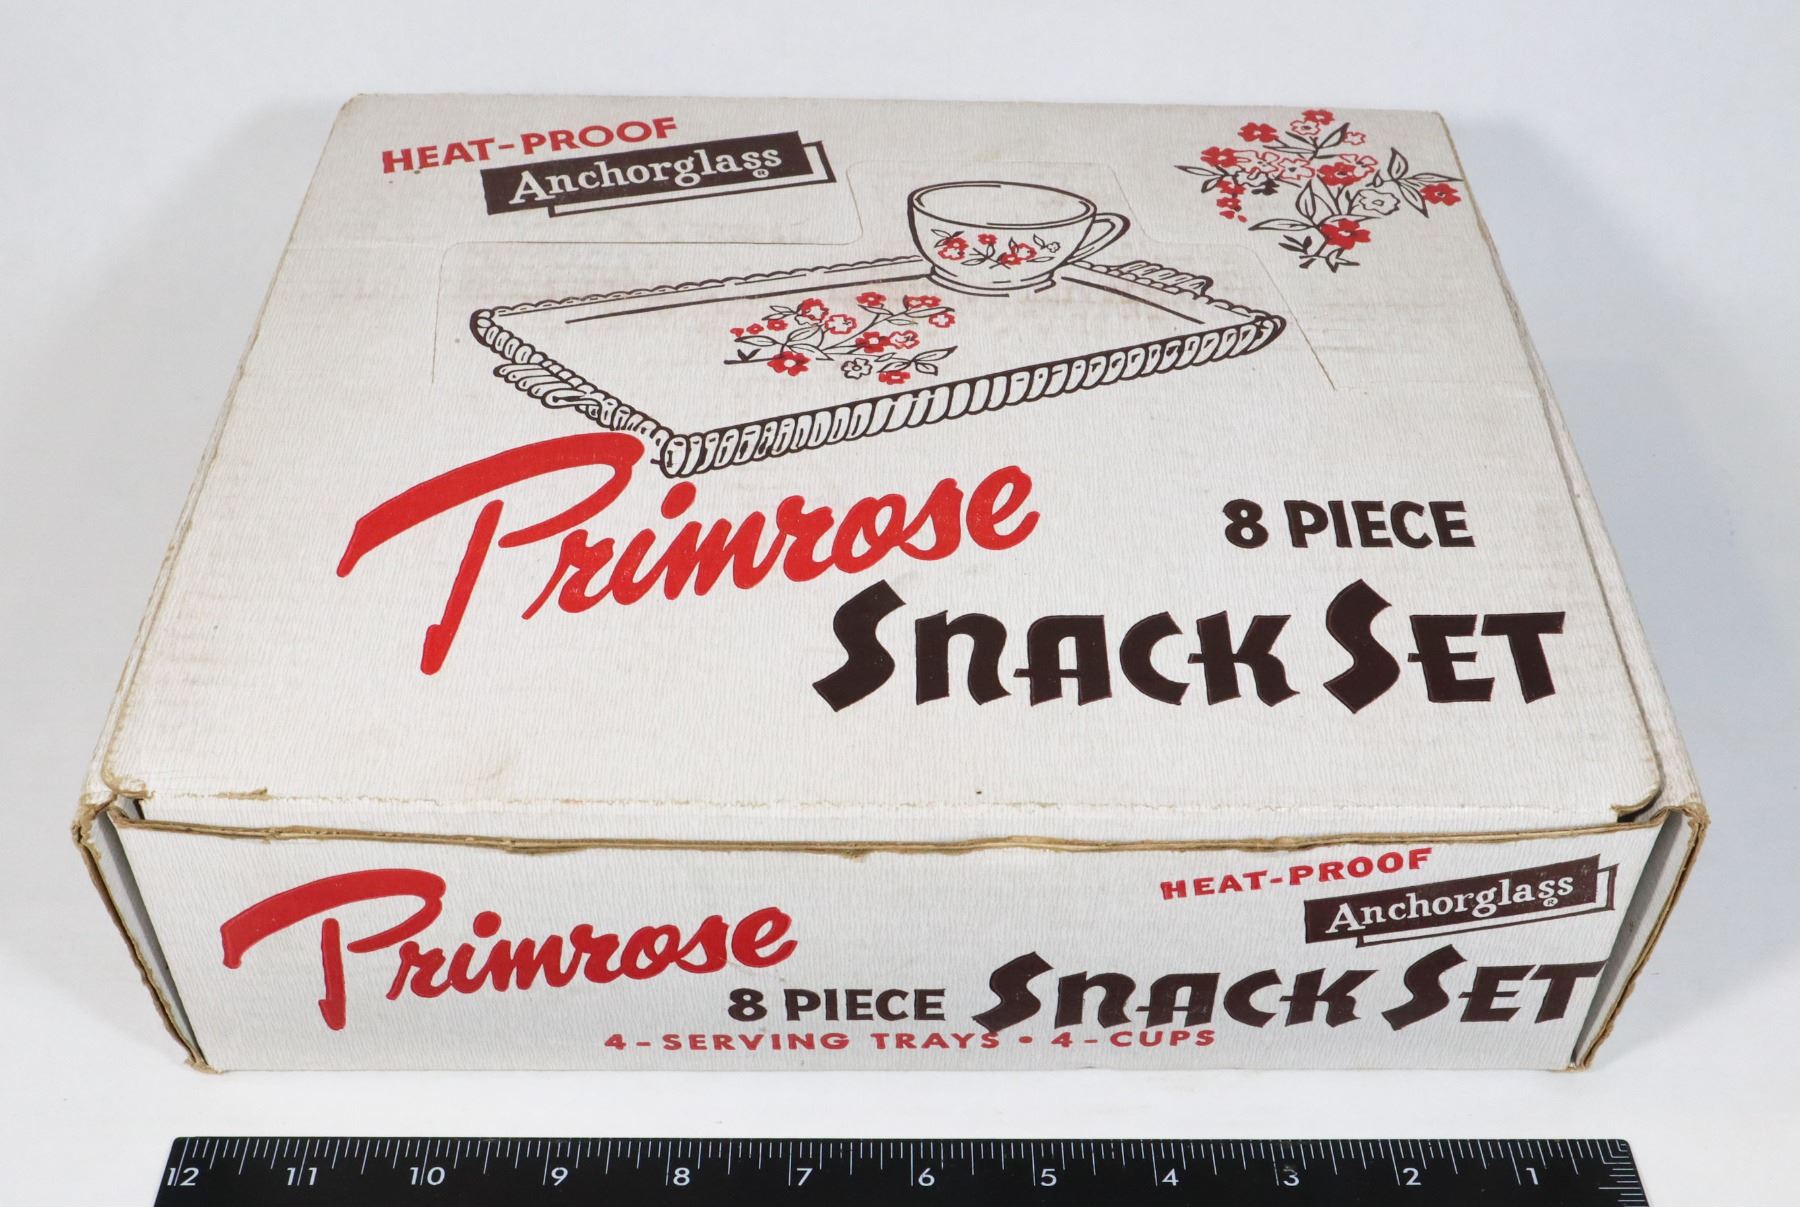 HEAT-PROOF
Anchorglass®
Primrose
8 PIECE
SNACK SET
HEAT-PROOF
Anchorglass®
Primrose
8 PIECE SNACK SET
4-SERVING TRAYS • 4-CUPS
12 11 10 9 8 7 6 5 4 3 2 1